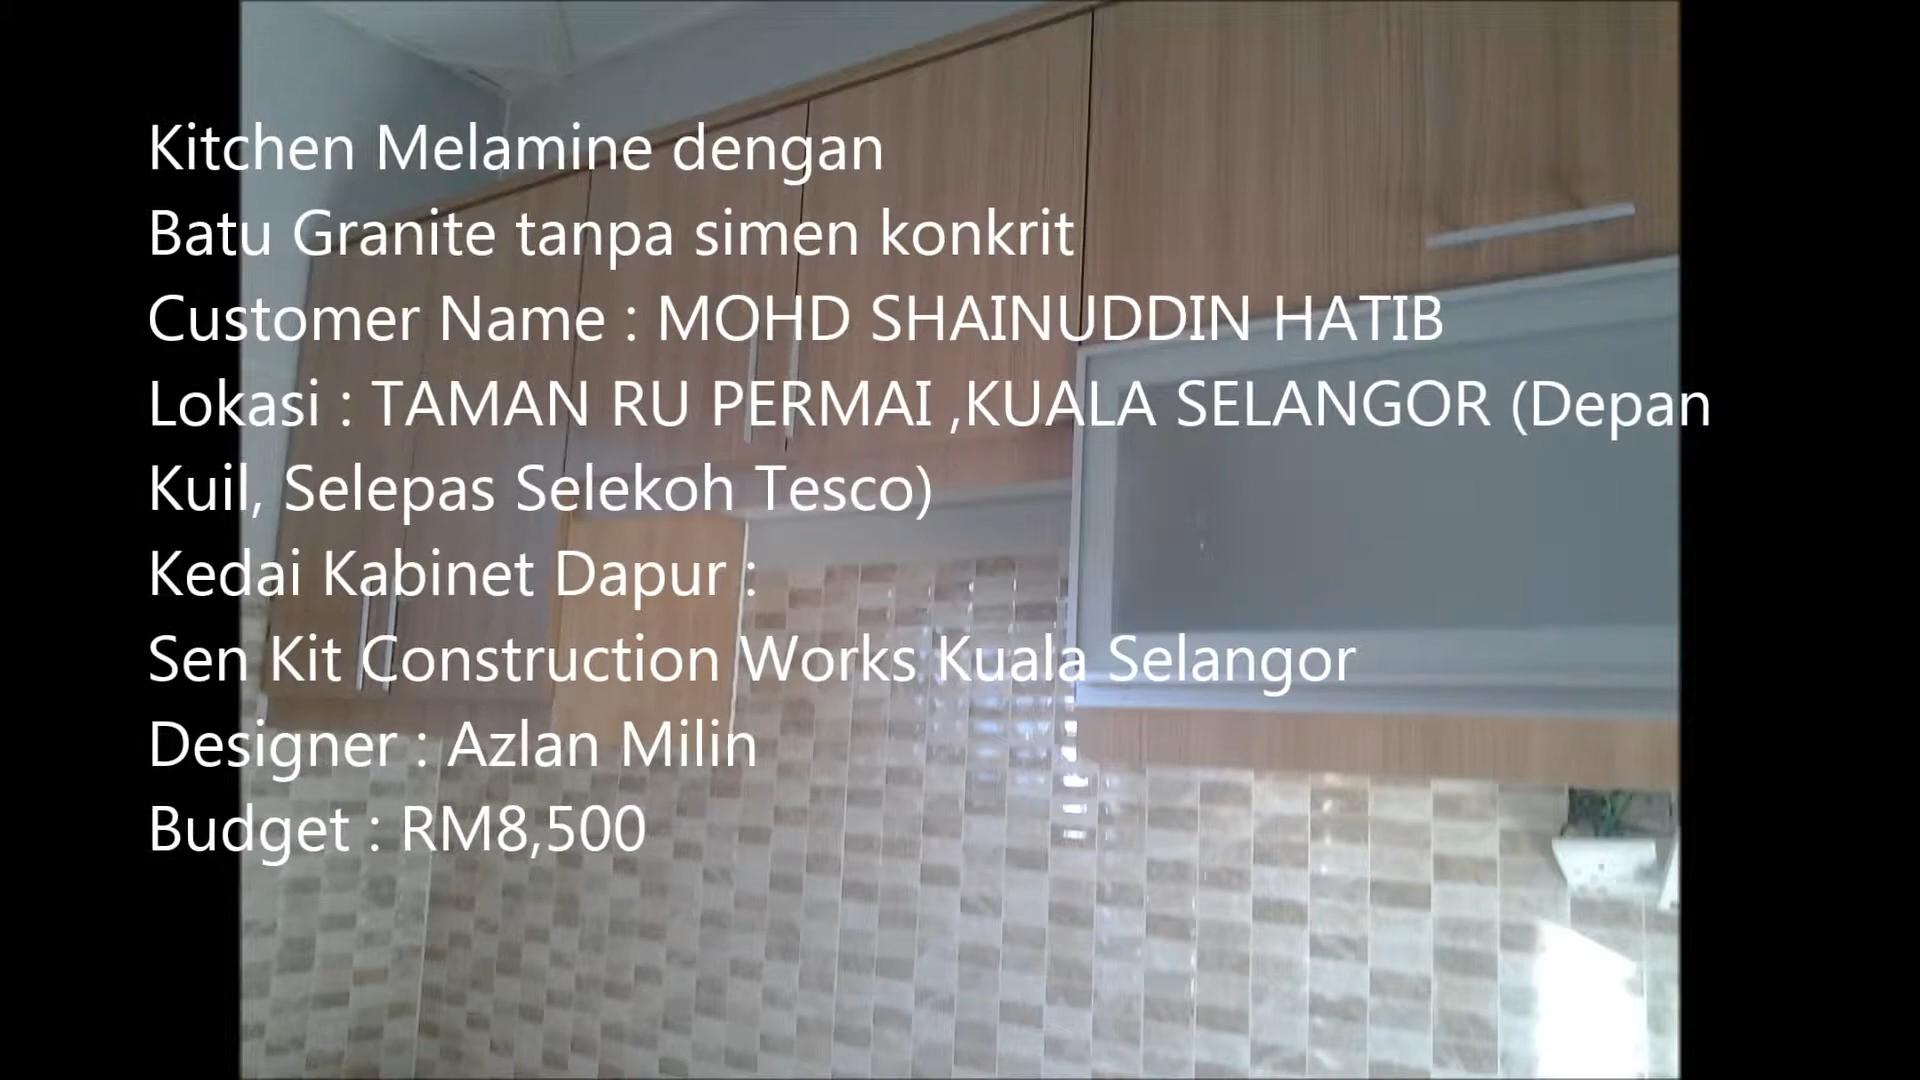 Kitchen Melamine dengan
Batu Granite tanpa simen konkrit
Customer Name : MOHD SHAINUDDIN HATIB
Lokasi : TAMAN RU PERMAI ,KUALA SELANGOR (Depan
Kuil, Selepas Selekoh Tesco)
Kedai Kabinet Dapur :
Sen Kit Construction Works Kuala Selangor
Designer : Azlan Milin
Budget : RM8,500